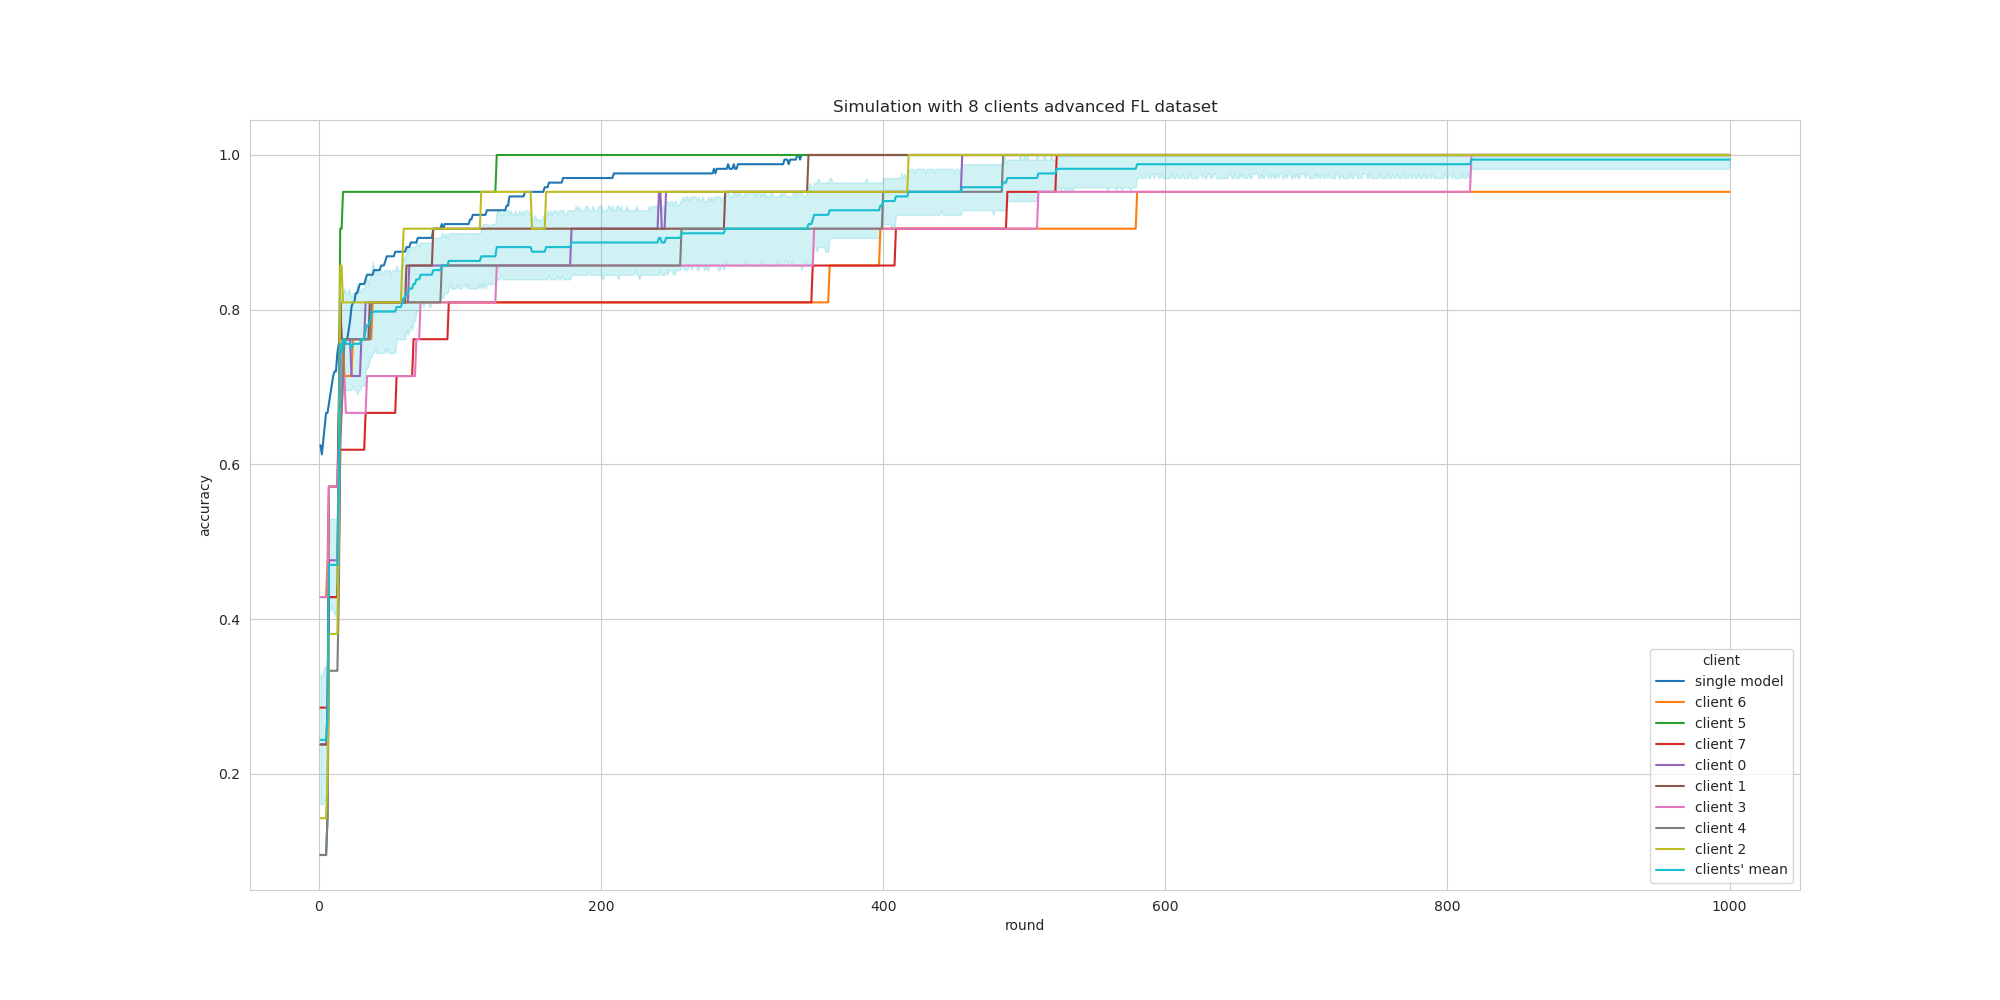 Simulation with 8 clients advanced FL dataset
1.0
0.8
0.6
0.4
0.2
accuracy
0 200 400 600 800 1000
round
client
single model
client 6
client 5
client 7
client 0
client 1
client 3
client 4
client 2
clients' mean